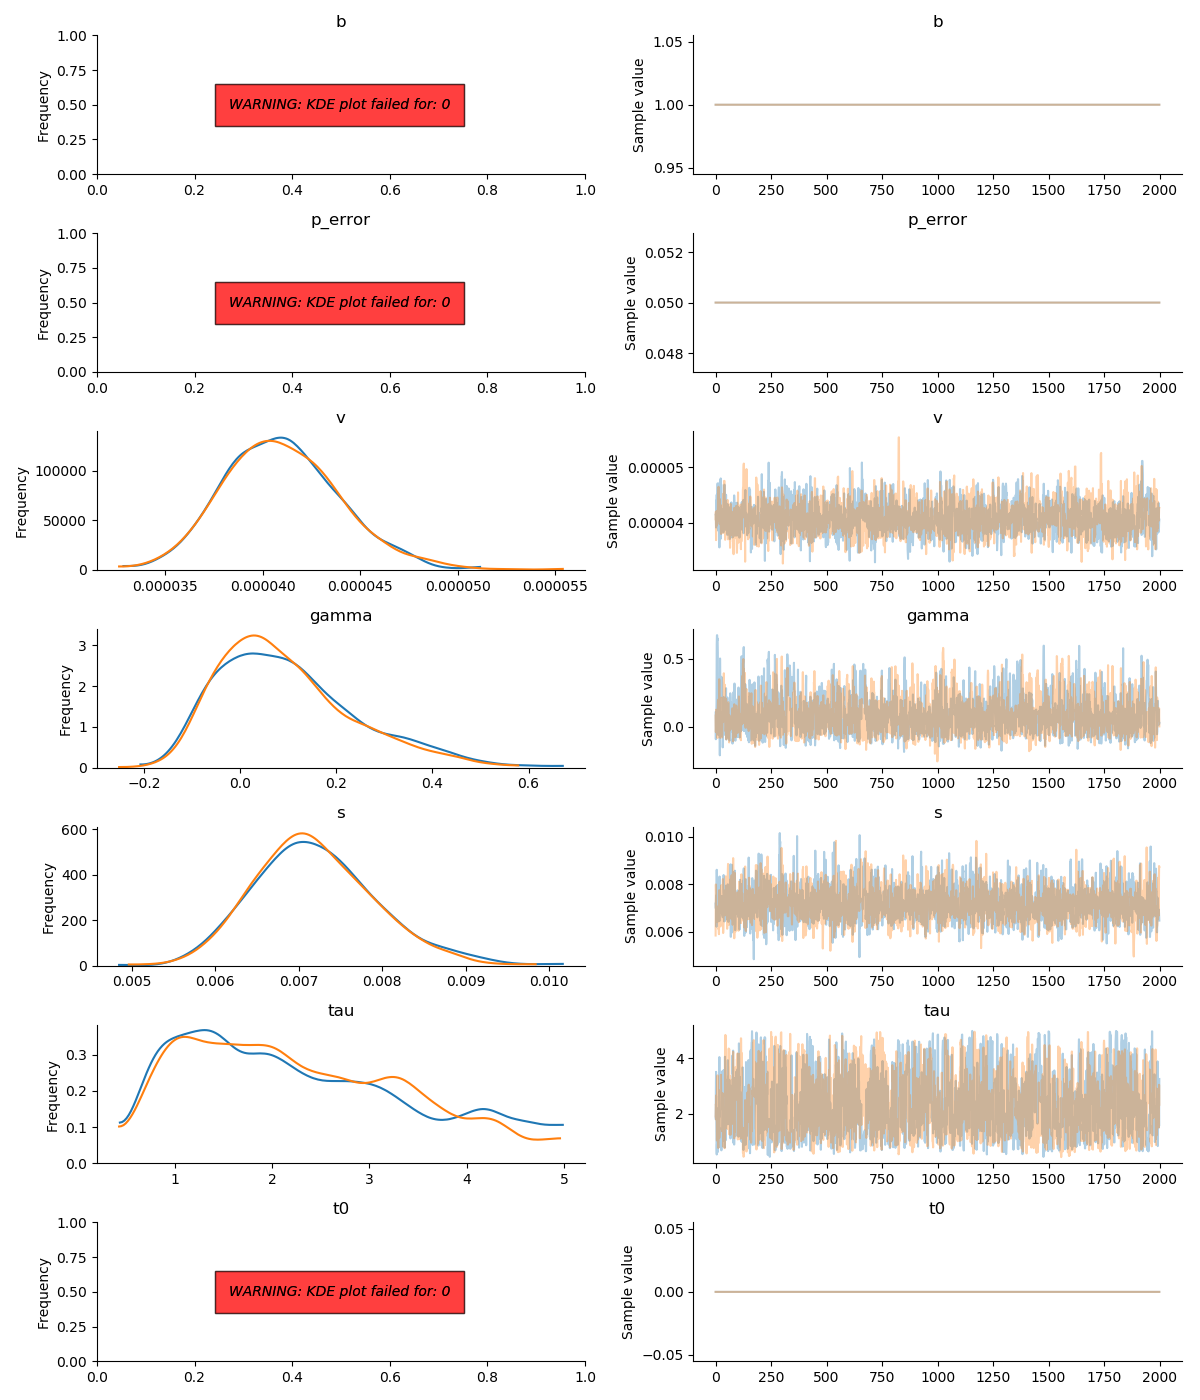 b
Frequency
1.00
0.75
0.50
0.25
0.00
WARNING: KDE plot failed for: 0
0.0 0.2 0.4 0.6 0.8 1.0
b
Sample value
1.05
1.00
0.95
0 250 500 750 1000 1250 1500 1750 2000
p_error
Frequency
1.00
0.75
0.50
0.25
0.00
WARNING: KDE plot failed for: 0
0.0 0.2 0.4 0.6 0.8 1.0
p_error
Sample value
0.052
0.050
0.048
0 250 500 750 1000 1250 1500 1750 2000
v
Frequency
100000
50000
0
0.000035 0.000040 0.000045 0.000050 0.000055
v
Sample value
0.00005
0.00004
0 250 500 750 1000 1250 1500 1750 2000
gamma
Frequency
3
2
1
0
−0.2 0.0 0.2 0.4 0.6
gamma
Sample value
0.5
0.0
0 250 500 750 1000 1250 1500 1750 2000
s
Frequency
600
400
200
0
0.005 0.006 0.007 0.008 0.009 0.010
s
Sample value
0.010
0.008
0.006
0 250 500 750 1000 1250 1500 1750 2000
tau
Frequency
0.3
0.2
0.1
0.0
1 2 3 4 5
tau
Sample value
4
2
0 250 500 750 1000 1250 1500 1750 2000
t0
Frequency
1.00
0.75
0.50
0.25
0.00
WARNING: KDE plot failed for: 0
0.0 0.2 0.4 0.6 0.8 1.0
t0
Sample value
0.05
0.00
−0.05
0 250 500 750 1000 1250 1500 1750 2000